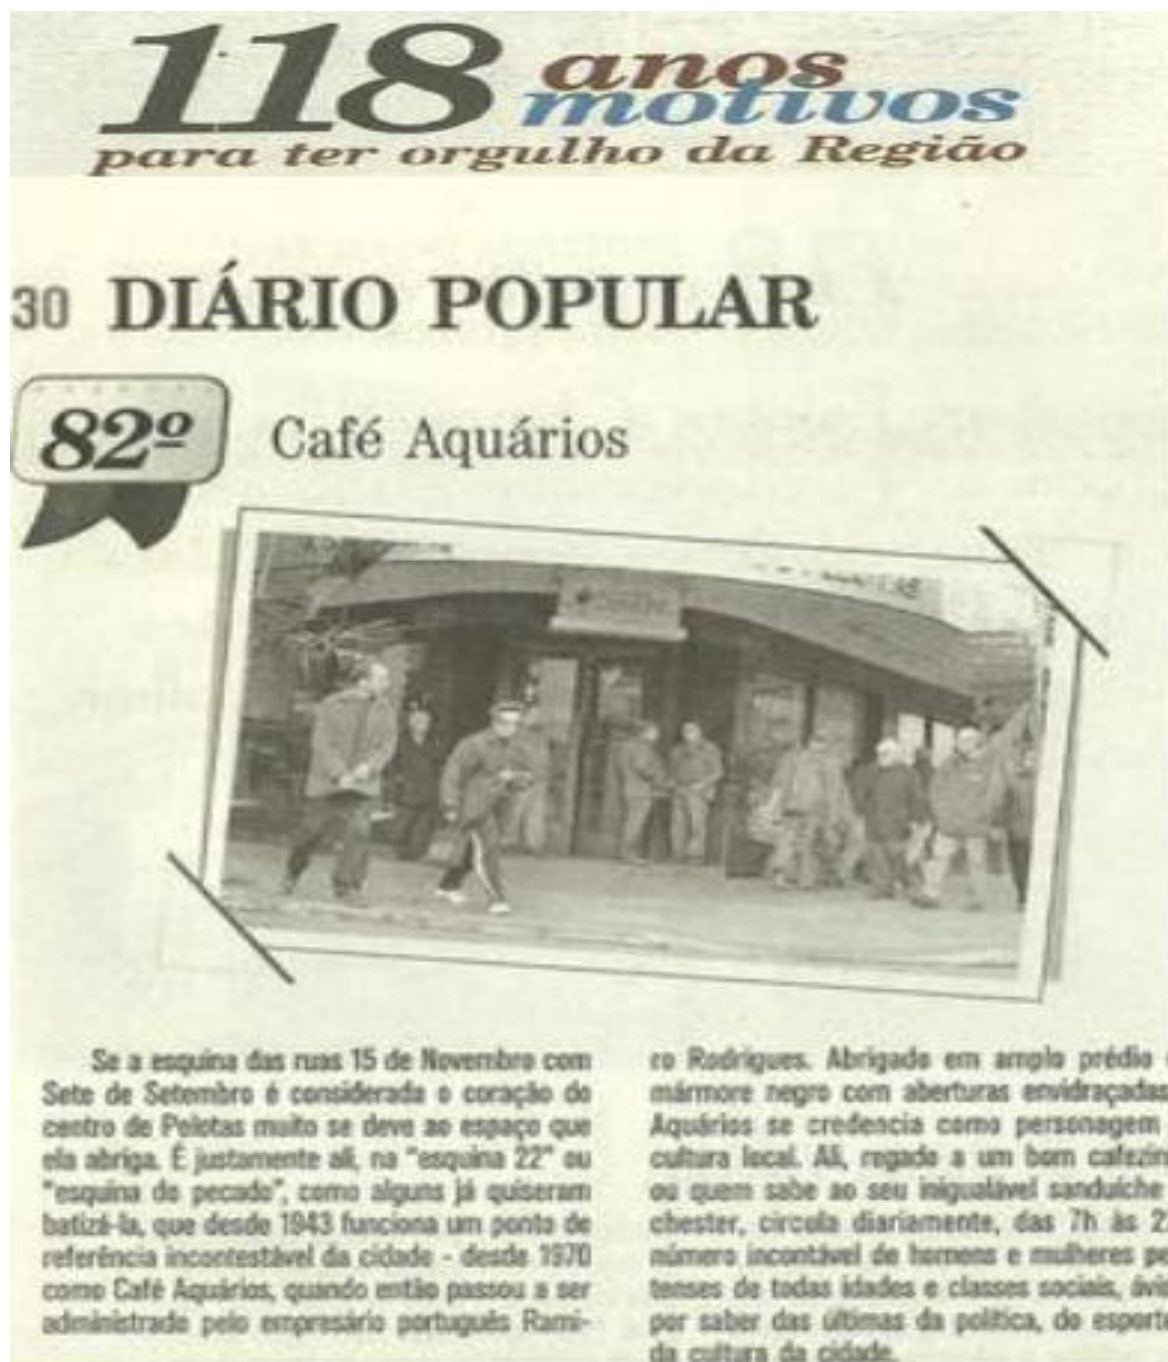 118 anos
motivos
para ter orgulho da Região
30 DIÁRIO POPULAR
82º Café Aquários
Se a esquina das ruas 15 de Novembro com
Sete de Setembro é considerada o coração do
centro de Pelotas muito se deve ao espaço que
ela abriga. É justamente ali, na "esquina 22" ou
"esquina do pecado", como alguns já quiseram
batizá-la, que desde 1943 funciona um ponto de
referência incontestável da cidade - desde 1970
como Café Aquários, quando então passou a ser
administrado pelo empresário português Rami-
ro Rodrigues. Abrigado em amplo prédio
mármore negro com aberturas envidraçadas
Aquários se credencia como personagem
cultura local. Ali, regado a um bom cafezin
ou quem sabe ao seu inigualável sanduíche
chester, circula diariamente, das 7h às 2
número incontável de homens e mulheres pe
tenses de todas idades e classes sociais, ávi
por saber das últimas da política, do esporte
da cultura da cidade.